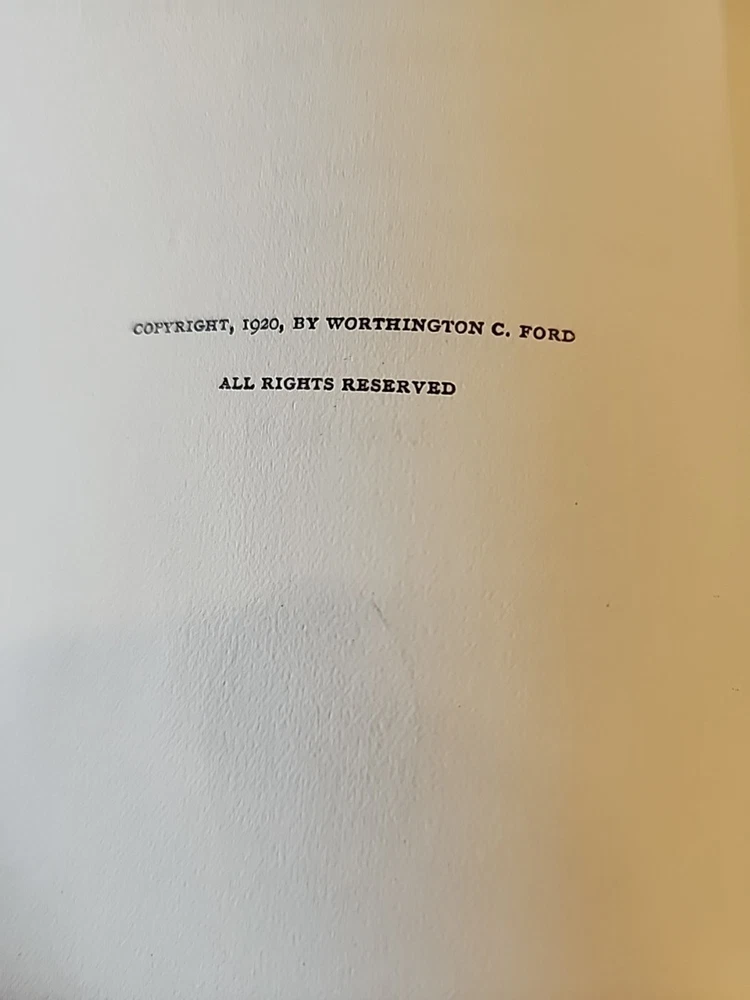 COPYRIGHT, 1920, BY WORTHINGTON C. FORD
ALL RIGHTS RESERVED